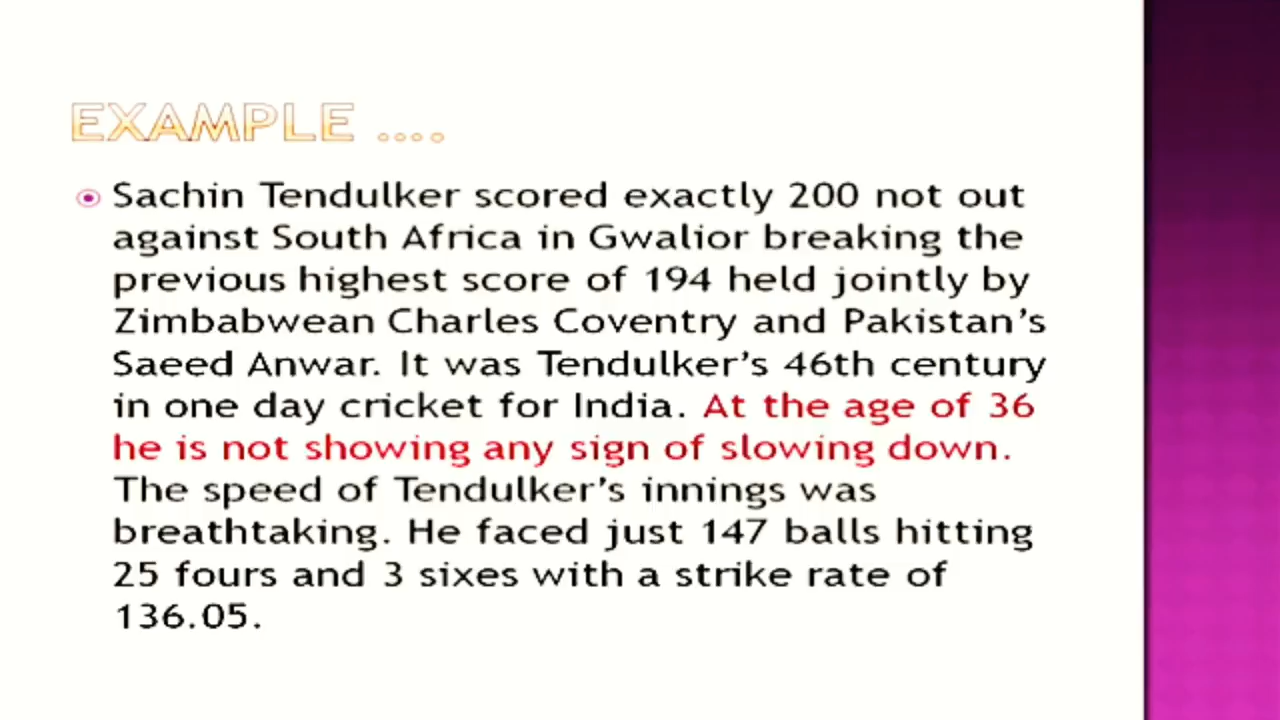 EXAMPLE ....
Sachin Tendulker scored exactly 200 not out
against South Africa in Gwalior breaking the
previous highest score of 194 held jointly by
Zimbabwean Charles Coventry and Pakistan's
Saeed Anwar. It was Tendulker's 46th century
in one day cricket for India. At the age of 36
he is not showing any sign of slowing down.
The speed of Tendulker's innings was
breathtaking. He faced just 147 balls hitting
25 fours and 3 sixes with a strike rate of
136.05.